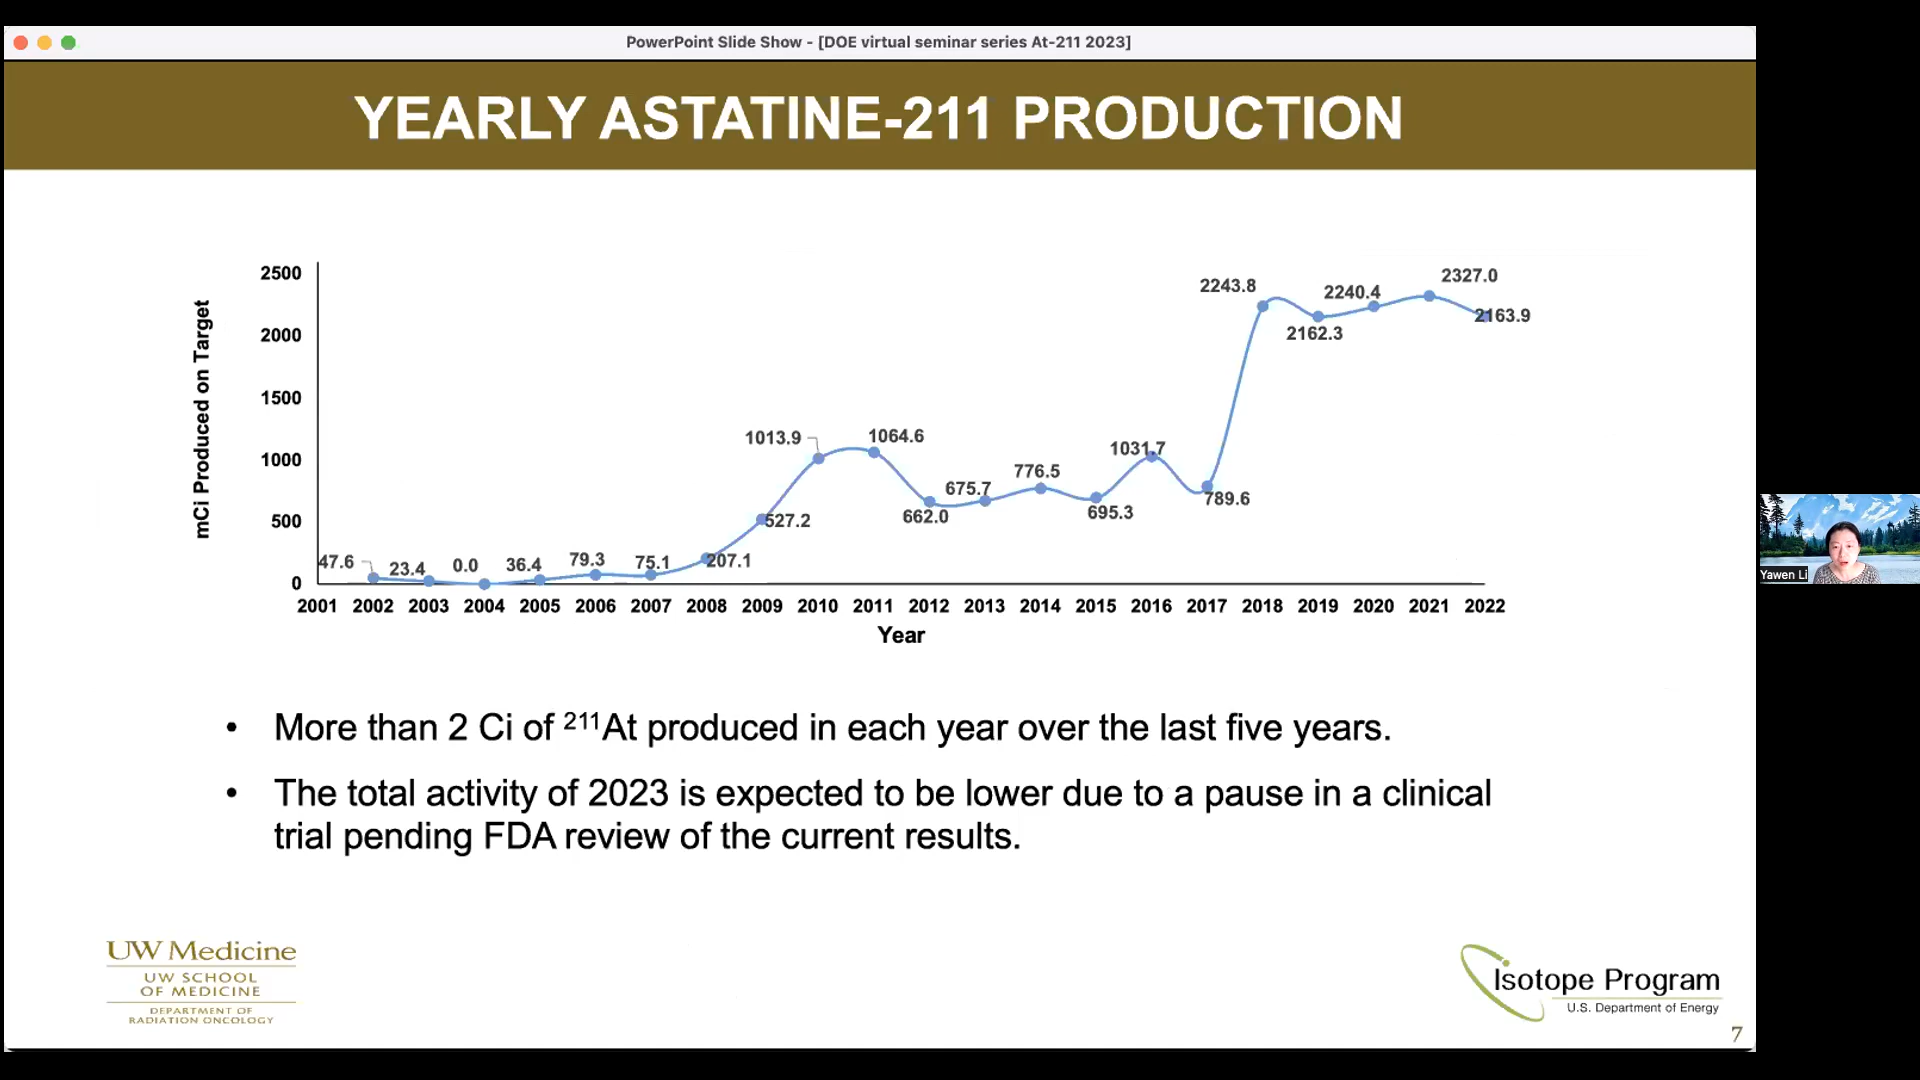 PowerPoint Slide Show - [DOE virtual seminar series At-211 2023]
YEARLY ASTATINE-211 PRODUCTION
mCi Produced on Target
2500
2000
1500
1000
500
0
47.6
23.4
0.0
36.4
79.3
75.1
207.1
527.2
1013.9
1064.6
662.0
675.7
776.5
695.3
1031.7
789.6
2243.8
2162.3
2240.4
2327.0
2163.9
2001 2002 2003 2004 2005 2006 2007 2008 2009 2010 2011 2012 2013 2014 2015 2016 2017 2018 2019 2020 2021 2022
Year
• More than 2 Ci of ²¹¹At produced in each year over the last five years.
• The total activity of 2023 is expected to be lower due to a pause in a clinical
trial pending FDA review of the current results.
UW Medicine
UW SCHOOL
OF MEDICINE
DEPARTMENT OF
RADIATION ONCOLOGY
Isotope Program
U.S. Department of Energy
7
Yawen Li